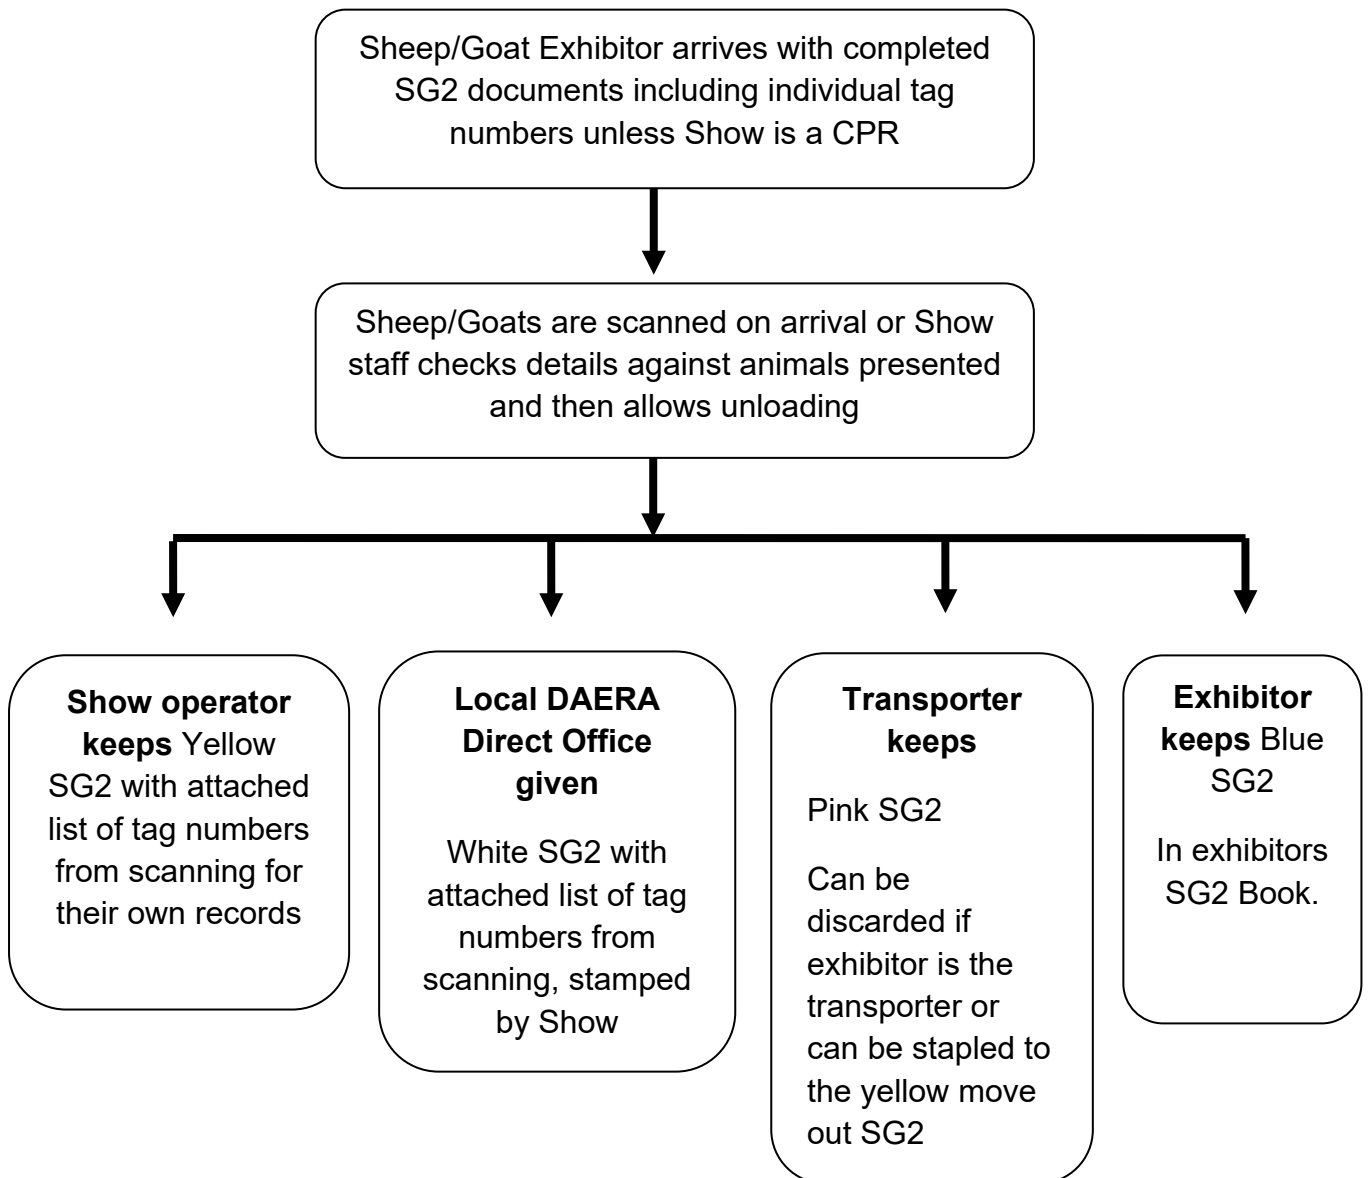 Sheep/Goat Exhibitor arrives with completed
SG2 documents including individual tag
numbers unless Show is a CPR
Sheep/Goats are scanned on arrival or Show
staff checks details against animals presented
and then allows unloading
Show operator
keeps Yellow
SG2 with attached
list of tag numbers
from scanning for
their own records
Local DAERA
Direct Office
given
White SG2 with
attached list of tag
numbers from
scanning, stamped
by Show
Transporter
keeps
Pink SG2
Can be
discarded if
exhibitor is the
transporter or
can be stapled to
the yellow move
out SG2
Exhibitor
keeps Blue
SG2
In exhibitors
SG2 Book.